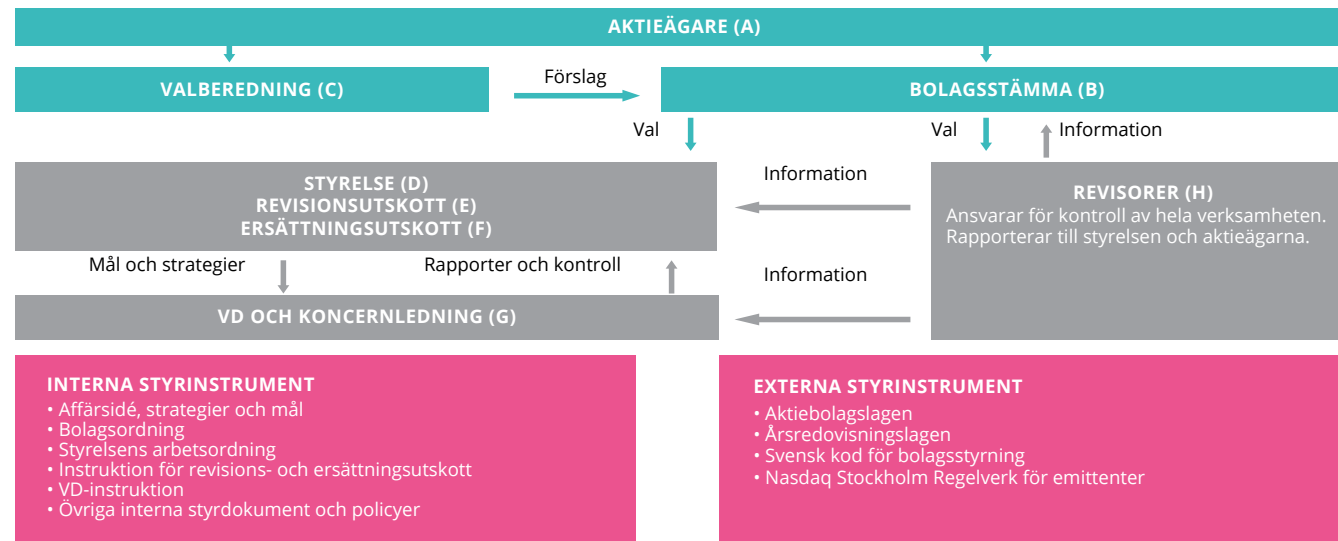 AKTIEÄGARE (A)
VALBEREDNING (C)
Förslag
BOLAGSSTÄMMA (B)
Val
Val
Information
STYRELSE (D)
REVISIONSUTSKOTT (E)
ERSÄTTNINGSUTSKOTT (F)
Information
REVISORER (H)
Ansvarar för kontroll av hela verksamheten.
Rapporterar till styrelsen och aktieägarna.
Mål och strategier
Rapporter och kontroll
Information
VD OCH KONCERNLEDNING (G)
INTERNA STYRINSTRUMENT
• Affärsidé, strategier och mål
• Bolagsordning
• Styrelsens arbetsordning
• Instruktion för revisions- och ersättningsutskott
• VD-instruktion
• Övriga interna styrdokument och policyer
EXTERNA STYRINSTRUMENT
• Aktiebolagslagen
• Årsredovisningslagen
• Svensk kod för bolagsstyrning
• Nasdaq Stockholm Regelverk för emittenter